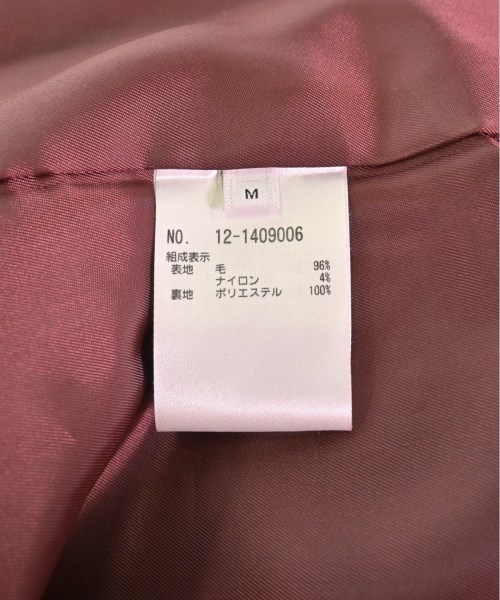 M
NO. 12-1409006
組成表示
表地 毛 96%
ナイロン 4%
裏地 ポリエステル 100%